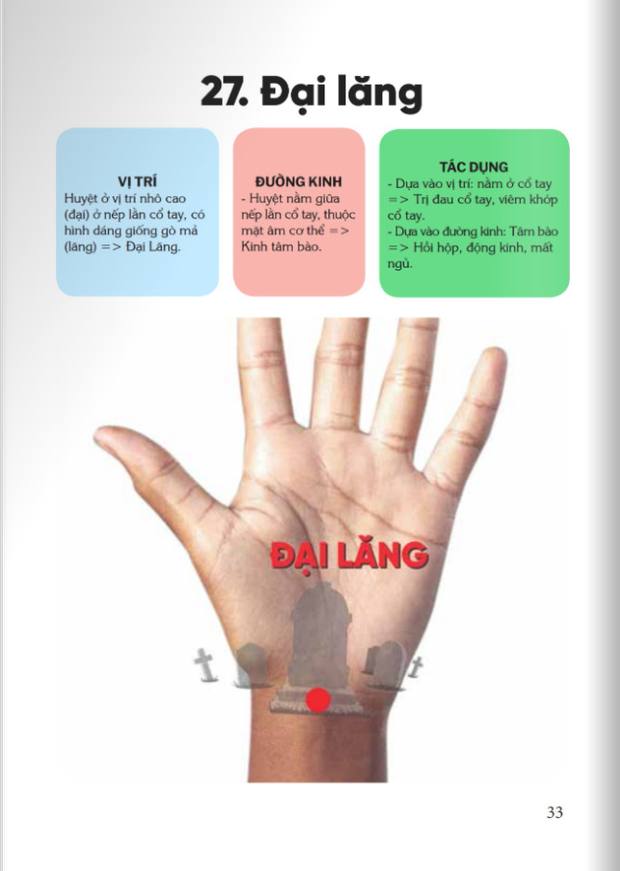 27. Đại lăng
VỊ TRÍ
Huyệt ở vị trí nhô cao
(đại) ở nếp lằn cổ tay, có
hình dáng giống gò mả
(lăng) => Đại Lăng.
ĐƯỜNG KINH
- Huyệt nằm giữa
nếp lằn cổ tay, thuộc
mặt âm cơ thể =>
Kinh tâm bào.
TÁC DỤNG
- Dựa vào vị trí: nằm ở cổ tay
=> Trị đau cổ tay, viêm khớp
cổ tay.
- Dựa vào đường kinh: Tâm bào
=> Hồi hộp, động kinh, mất
ngủ.
ĐẠI LĂNG
33